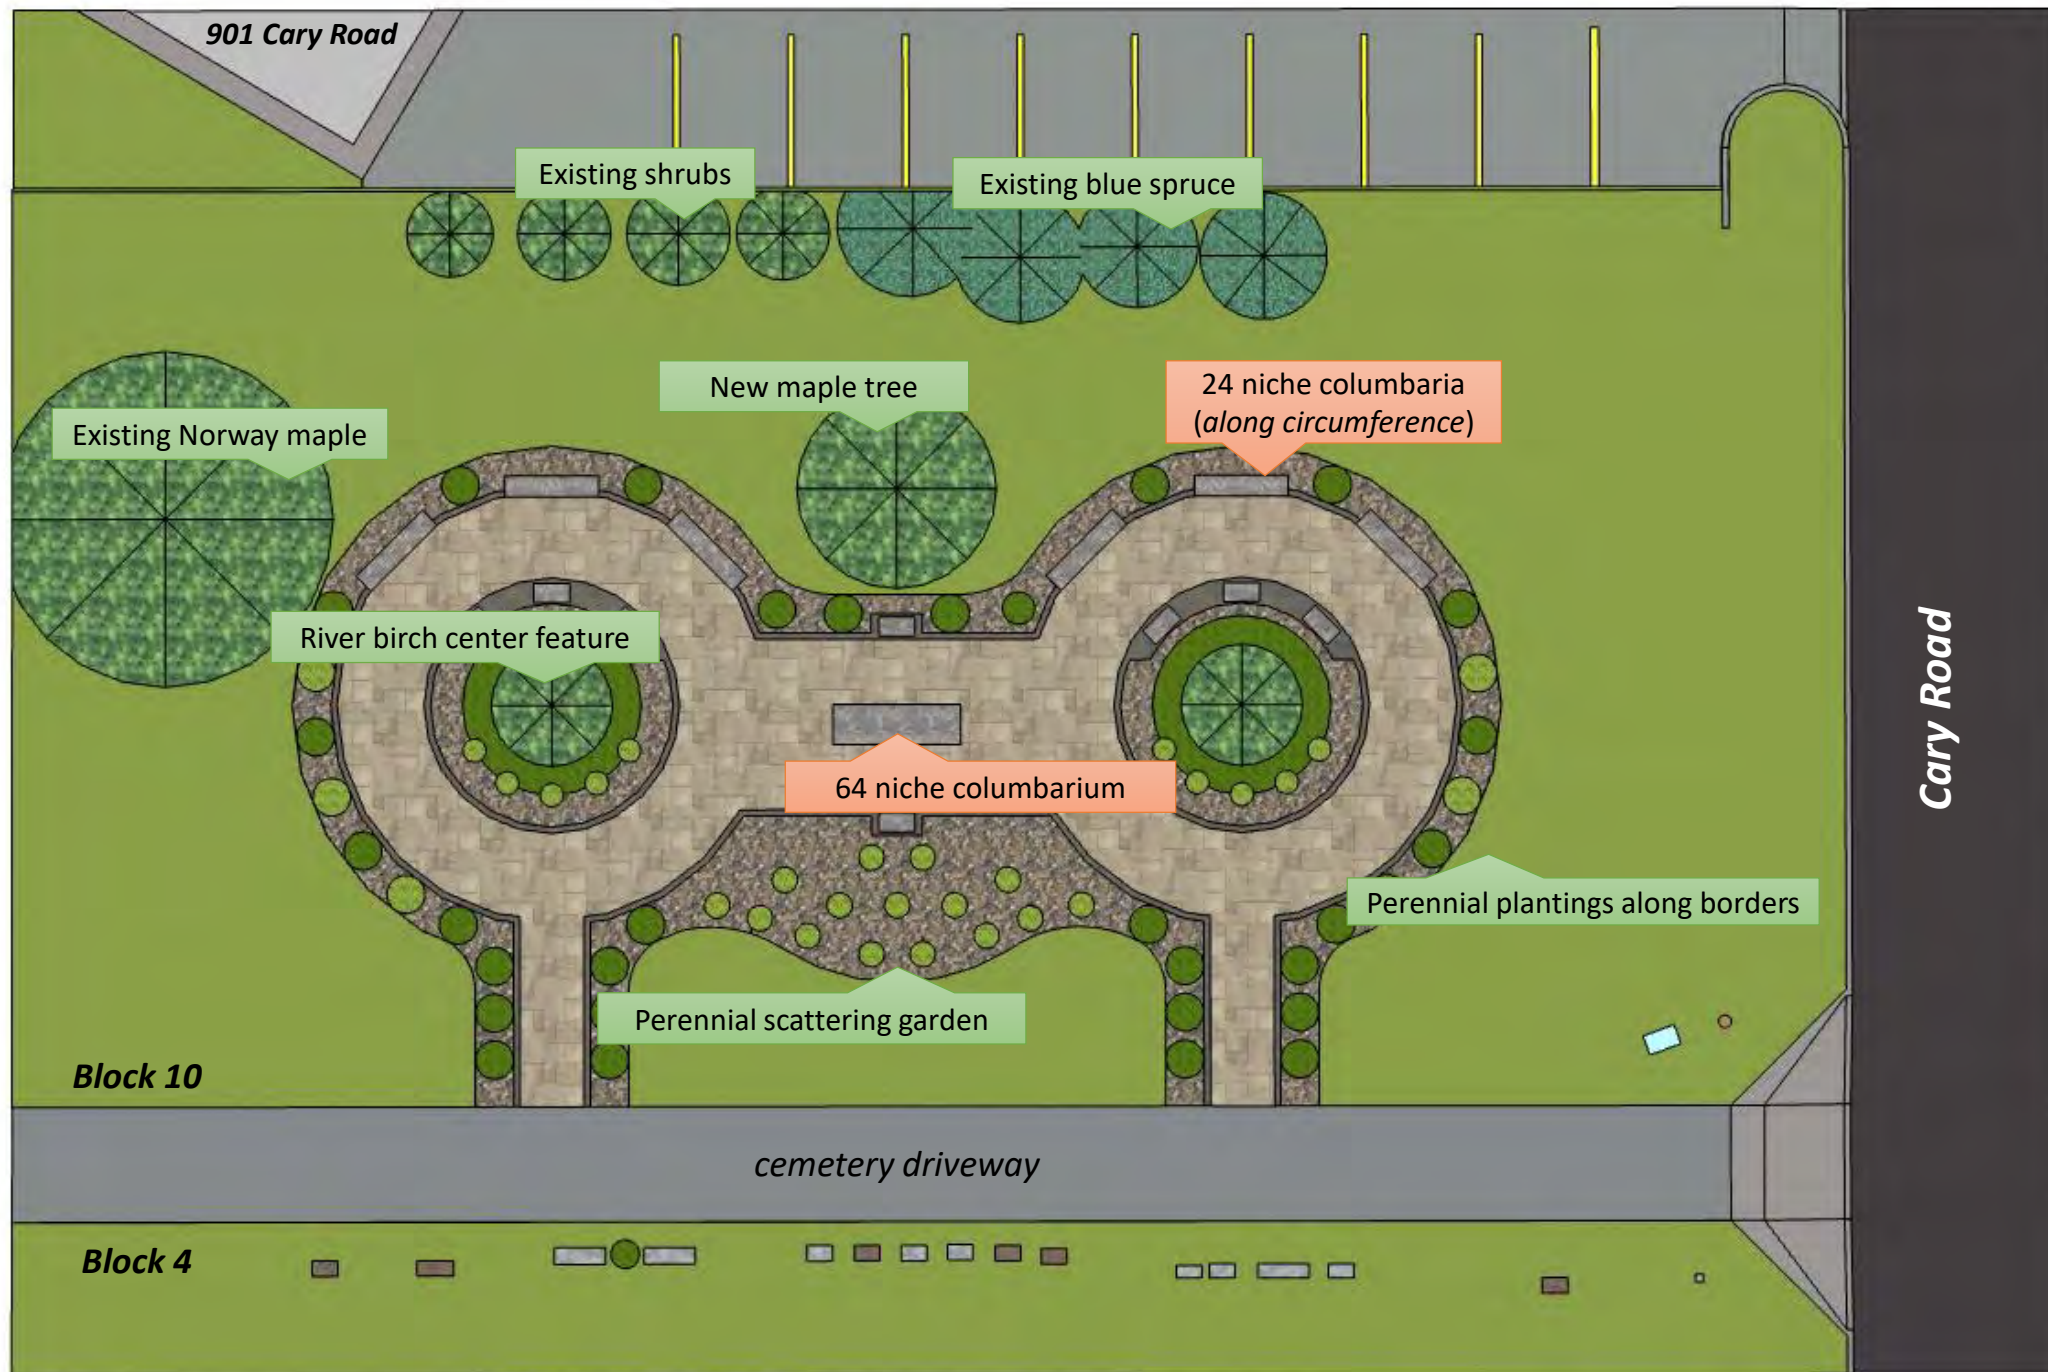 901 Cary Road
Existing shrubs
Existing blue spruce
New maple tree
24 niche columbaria
(along circumference)
Existing Norway maple
River birch center feature
Cary Road
64 niche columbarium
Perennial plantings along borders
Perennial scattering garden
Block 10
cemetery driveway
Block 4